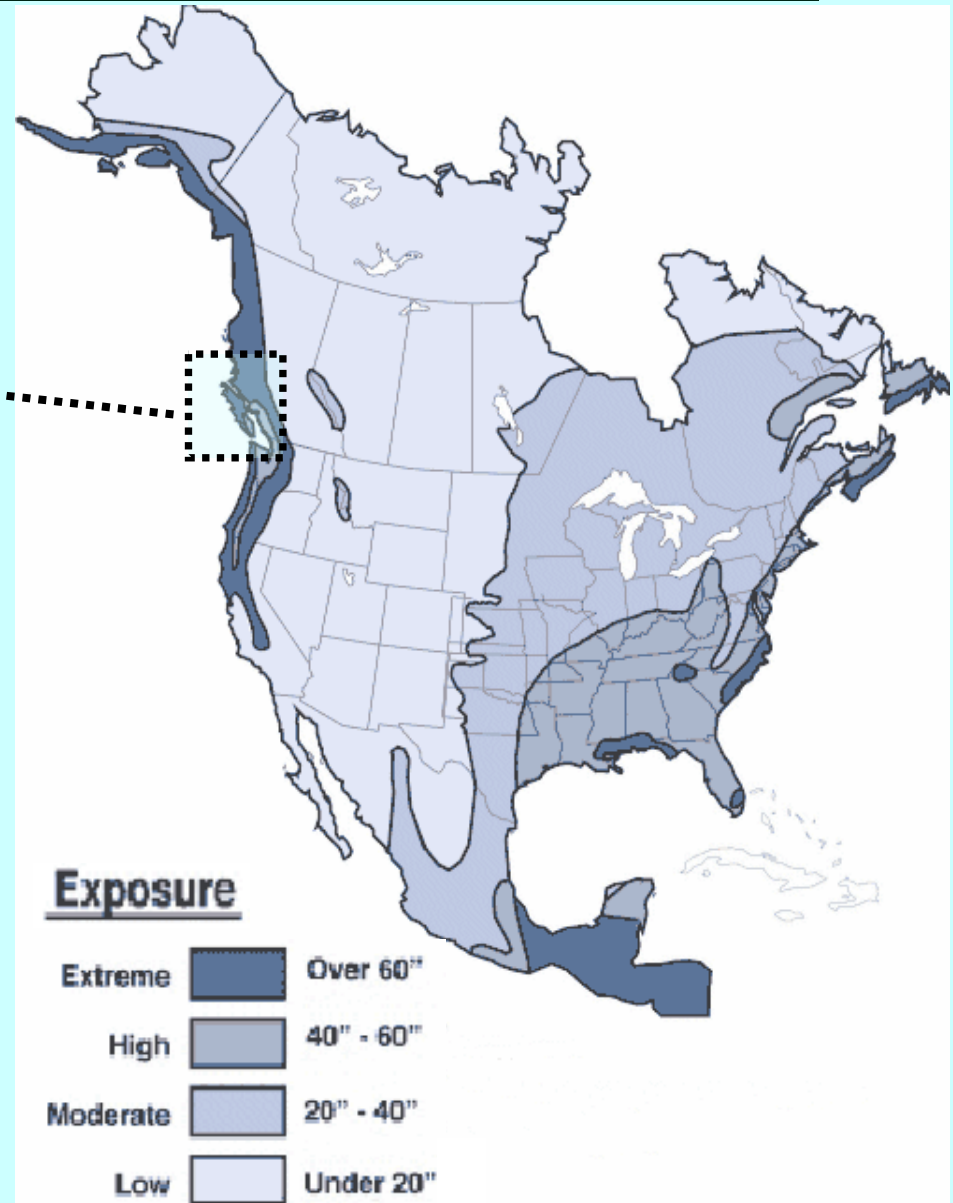 Exposure
Extreme Over 60”
High 40” - 60”
Moderate 20” - 40”
Low Under 20”